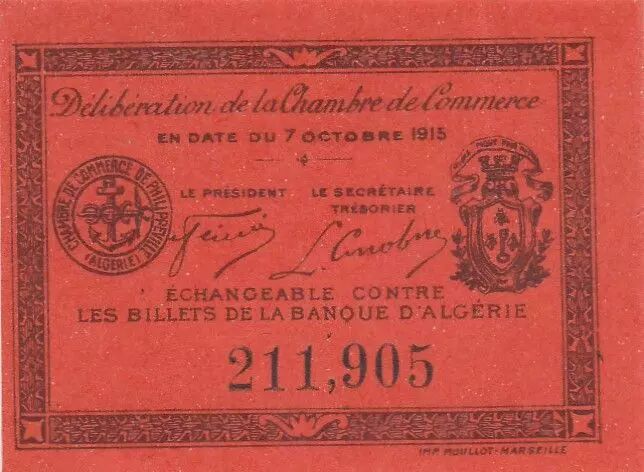 Délibération de la Chambre de Commerce
EN DATE DU 7 OCTOBRE 1915
CHAMBRE DE COMMERCE DE PHILIPPEVILLE
(ALGÉRIE)
LE PRÉSIDENT
LE SECRÉTAIRE
TRÉSORIER
ÉCHANGEABLE CONTRE
LES BILLETS DE LA BANQUE D'ALGÉRIE
211,905
IMP. MOULLOT-MARSEILLE